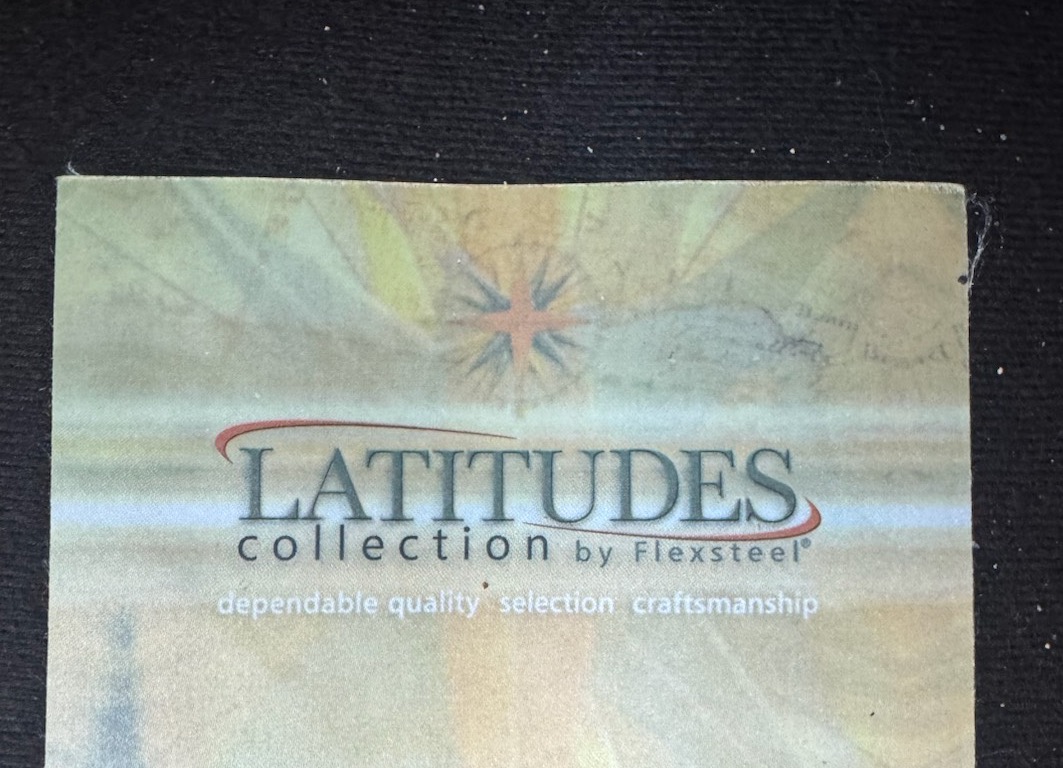 LATITUDES
collection by Flexsteel®
dependable quality selection craftsmanship